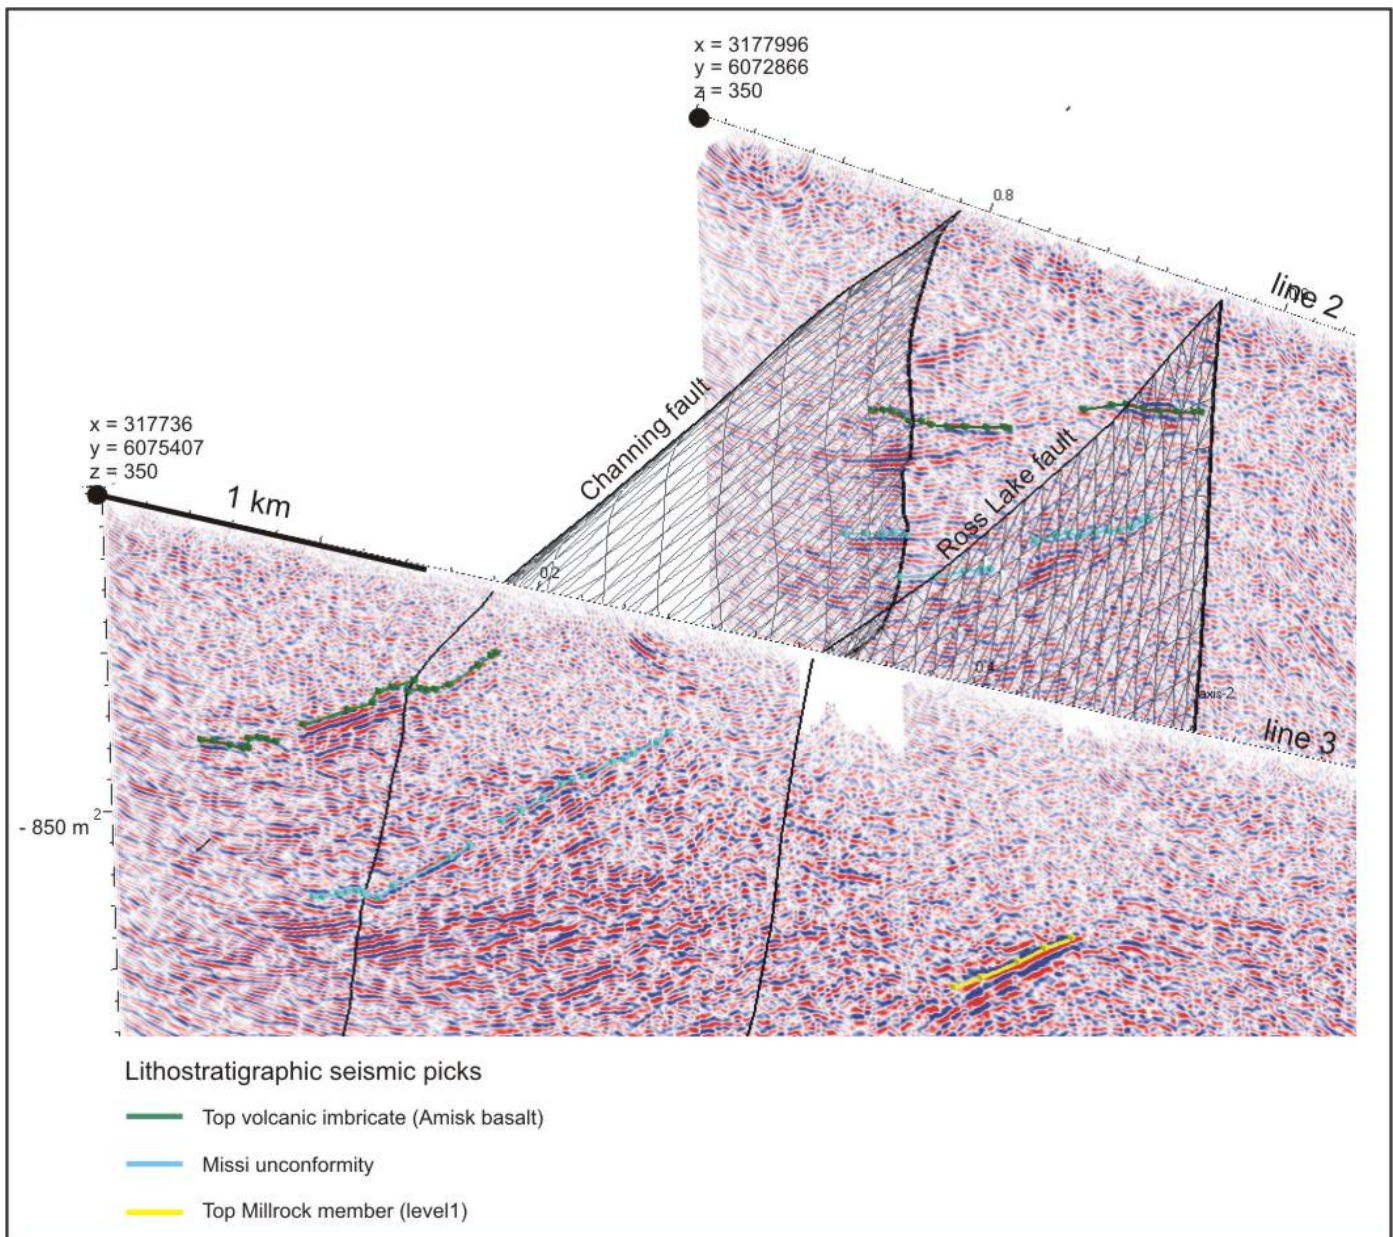 x = 3177996
y = 6072866
z = 350
0.8
line 2
Channing fault
Ross Lake fault
x = 317736
y = 6075407
z = 350
1 km
0.2
0.4
axis-2
line 3
- 850 m
2
Lithostratigraphic seismic picks
Top volcanic imbricate (Amisk basalt)
Missi unconformity
Top Millrock member (level1)